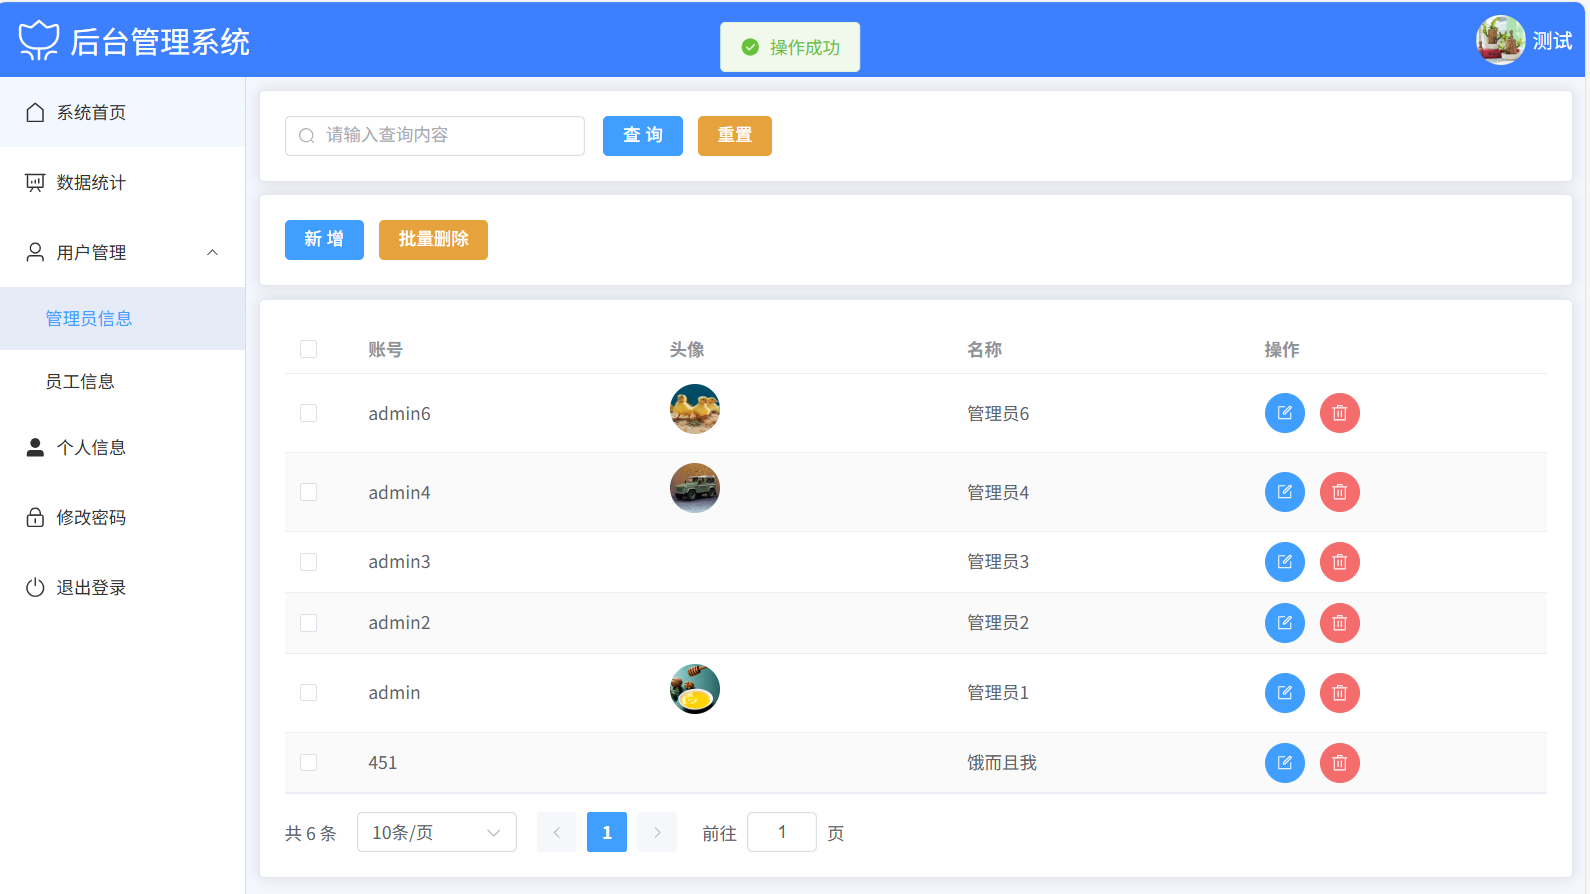 后台管理系统
操作成功
测试
系统首页
数据统计
用户管理
管理员信息
员工信息
个人信息
修改密码
退出登录
请输入查询内容
查 询
重置
新 增
批量删除
账号 头像 名称 操作
admin6 管理员6
admin4 管理员4
admin3 管理员3
admin2 管理员2
admin 管理员1
451 饿而且我
共 6 条 10条/页 1 前往 1 页